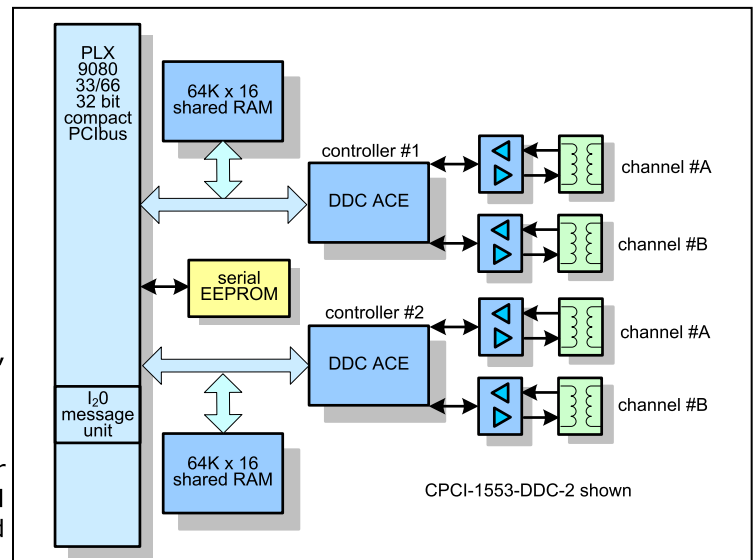 PLX
9080
33/66
32 bit
compact
PCIbus
64K x 16
shared RAM
controller #1
DDC ACE
channel #A
channel #B
serial
EEPROM
controller #2
DDC ACE
channel #A
channel #B
I₂0
message
unit
64K x 16
shared RAM
CPCI-1553-DDC-2 shown